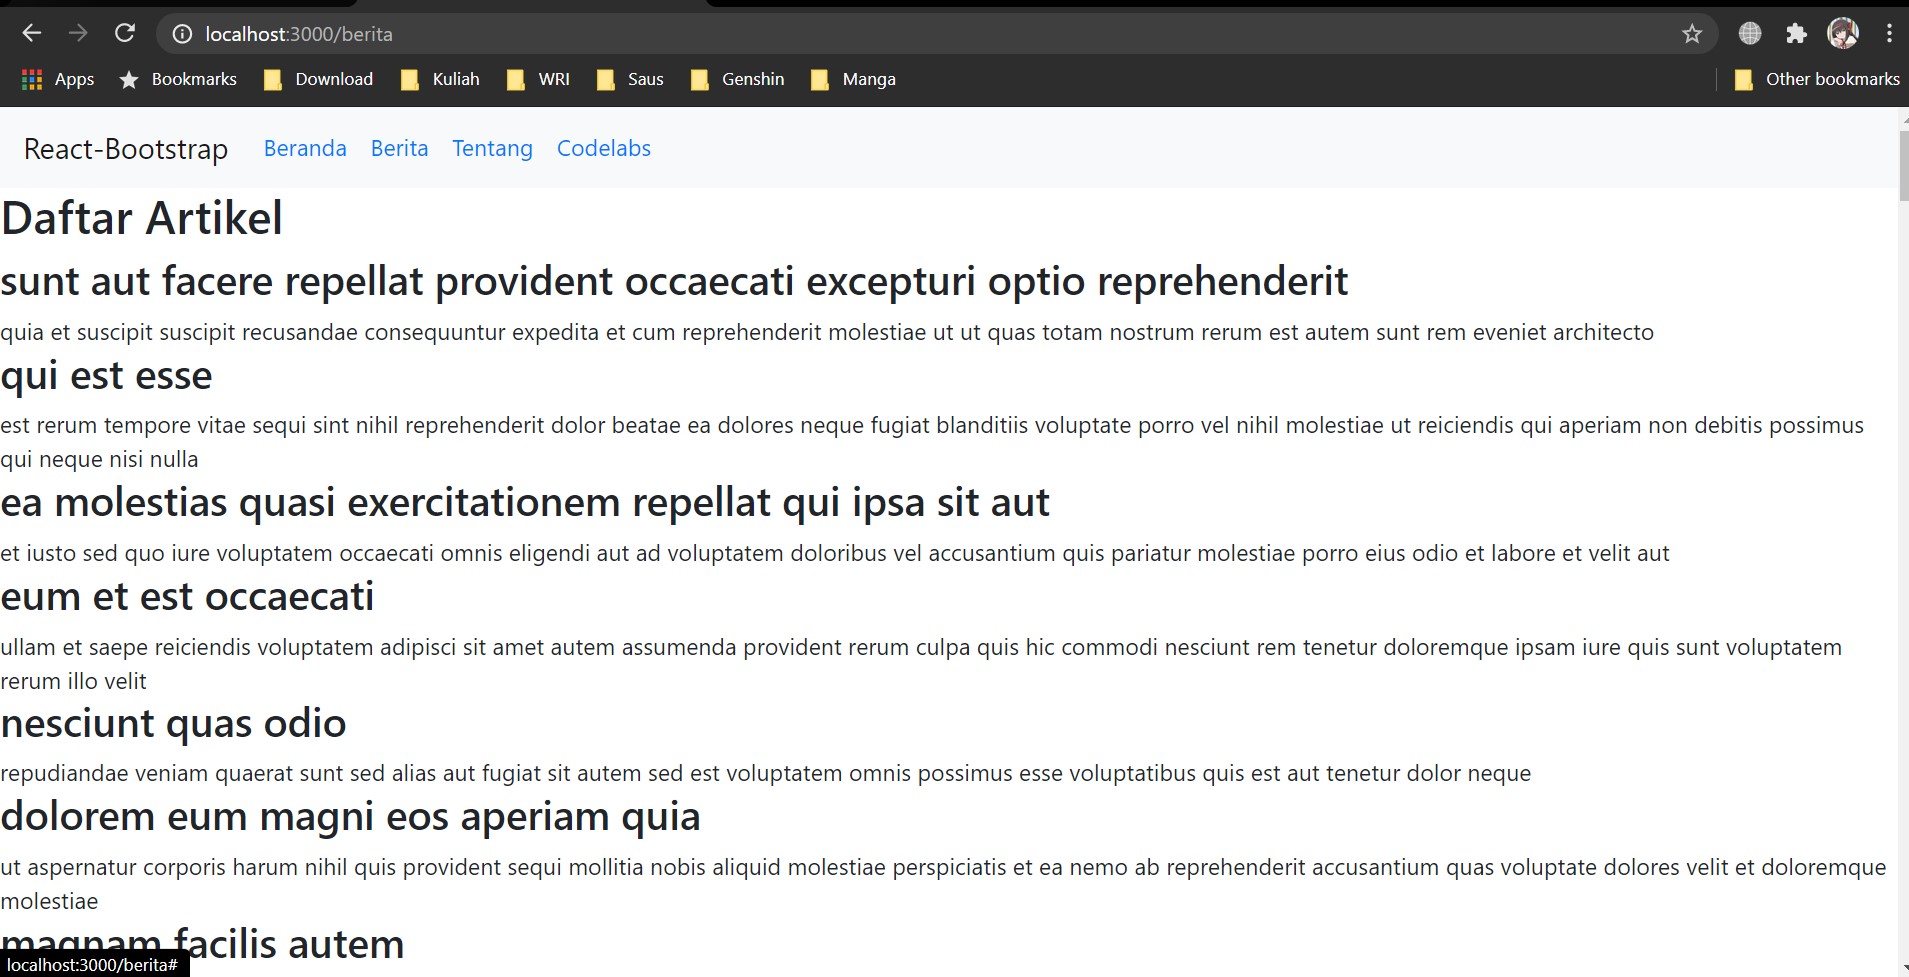 localhost:3000/berita
Apps Bookmarks Download Kuliah WRI Saus Genshin Manga Other bookmarks
React-Bootstrap Beranda Berita Tentang Codelabs
Daftar Artikel
sunt aut facere repellat provident occaecati excepturi optio reprehenderit
quia et suscipit suscipit recusandae consequuntur expedita et cum reprehenderit molestiae ut ut quas totam nostrum rerum est autem sunt rem eveniet architecto
qui est esse
est rerum tempore vitae sequi sint nihil reprehenderit dolor beatae ea dolores neque fugiat blanditiis voluptate porro vel nihil molestiae ut reiciendis qui aperiam non debitis possimus
qui neque nisi nulla
ea molestias quasi exercitationem repellat qui ipsa sit aut
et iusto sed quo iure voluptatem occaecati omnis eligendi aut ad voluptatem doloribus vel accusantium quis pariatur molestiae porro eius odio et labore et velit aut
eum et est occaecati
ullam et saepe reiciendis voluptatem adipisci sit amet autem assumenda provident rerum culpa quis hic commodi nesciunt rem tenetur doloremque ipsam iure quis sunt voluptatem
rerum illo velit
nesciunt quas odio
repudiandae veniam quaerat sunt sed alias aut fugiat sit autem sed est voluptatem omnis possimus esse voluptatibus quis est aut tenetur dolor neque
dolorem eum magni eos aperiam quia
ut aspernatur corporis harum nihil quis provident sequi mollitia nobis aliquid molestiae perspiciatis et ea nemo ab reprehenderit accusantium quas voluptate dolores velit et doloremque
molestiae
magnam facilis autem
localhost:3000/berita#